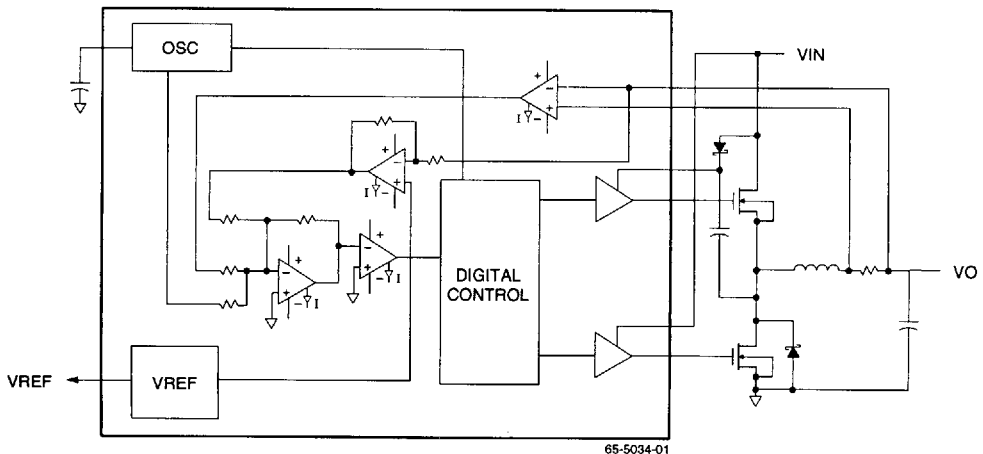 OSC
VIN
+
−
+
I
−
+
−
+
I
−
+
+
−
−
+
−
I
+
−
I
DIGITAL
CONTROL
VO
VREF
VREF
65-5034-01